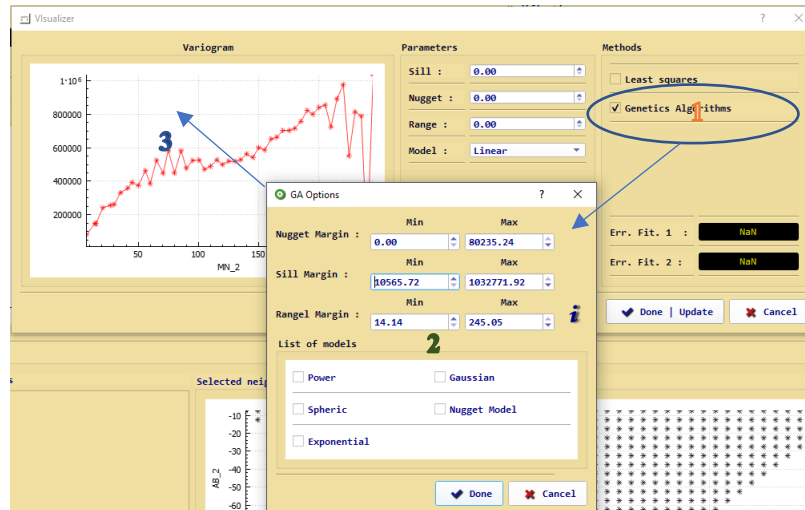 VIsualizer
?
Variogram
Parameters
Methods
1·10⁶
800000
600000
400000
200000
50
100
150
MN_2
3
Sill :
0.00
Nugget :
0.00
Range :
0.00
Model :
Linear
Least squares
Genetics Algorithms
1
Err. Fit. 1 :
NaN
Err. Fit. 2 :
NaN
Done | Update
Cancel
GA Options
?
Min
Max
Nugget Margin :
0.00
80235.24
Min
Max
Sill Margin :
10565.72
1032771.92
Min
Max
Rangel Margin :
14.14
245.05
i
2
List of models
Power
Gaussian
Spheric
Nugget Model
Exponential
Done
Cancel
s
Selected nei
-10
-20
-30
-40
-50
-60
AB_2